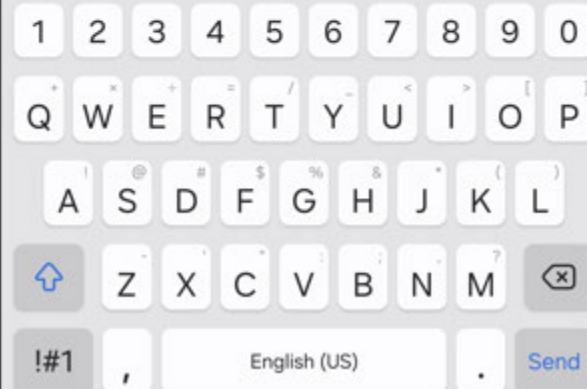 1 2 3 4 5 6 7 8 9 0
+ × ÷ = / _ < > [ ]
Q W E R T Y U I O P
! @ # $ % & * ( )
A S D F G H J K L
- ' " : ; , ?
Z X C V B N M
!#1 , English (US) . Send